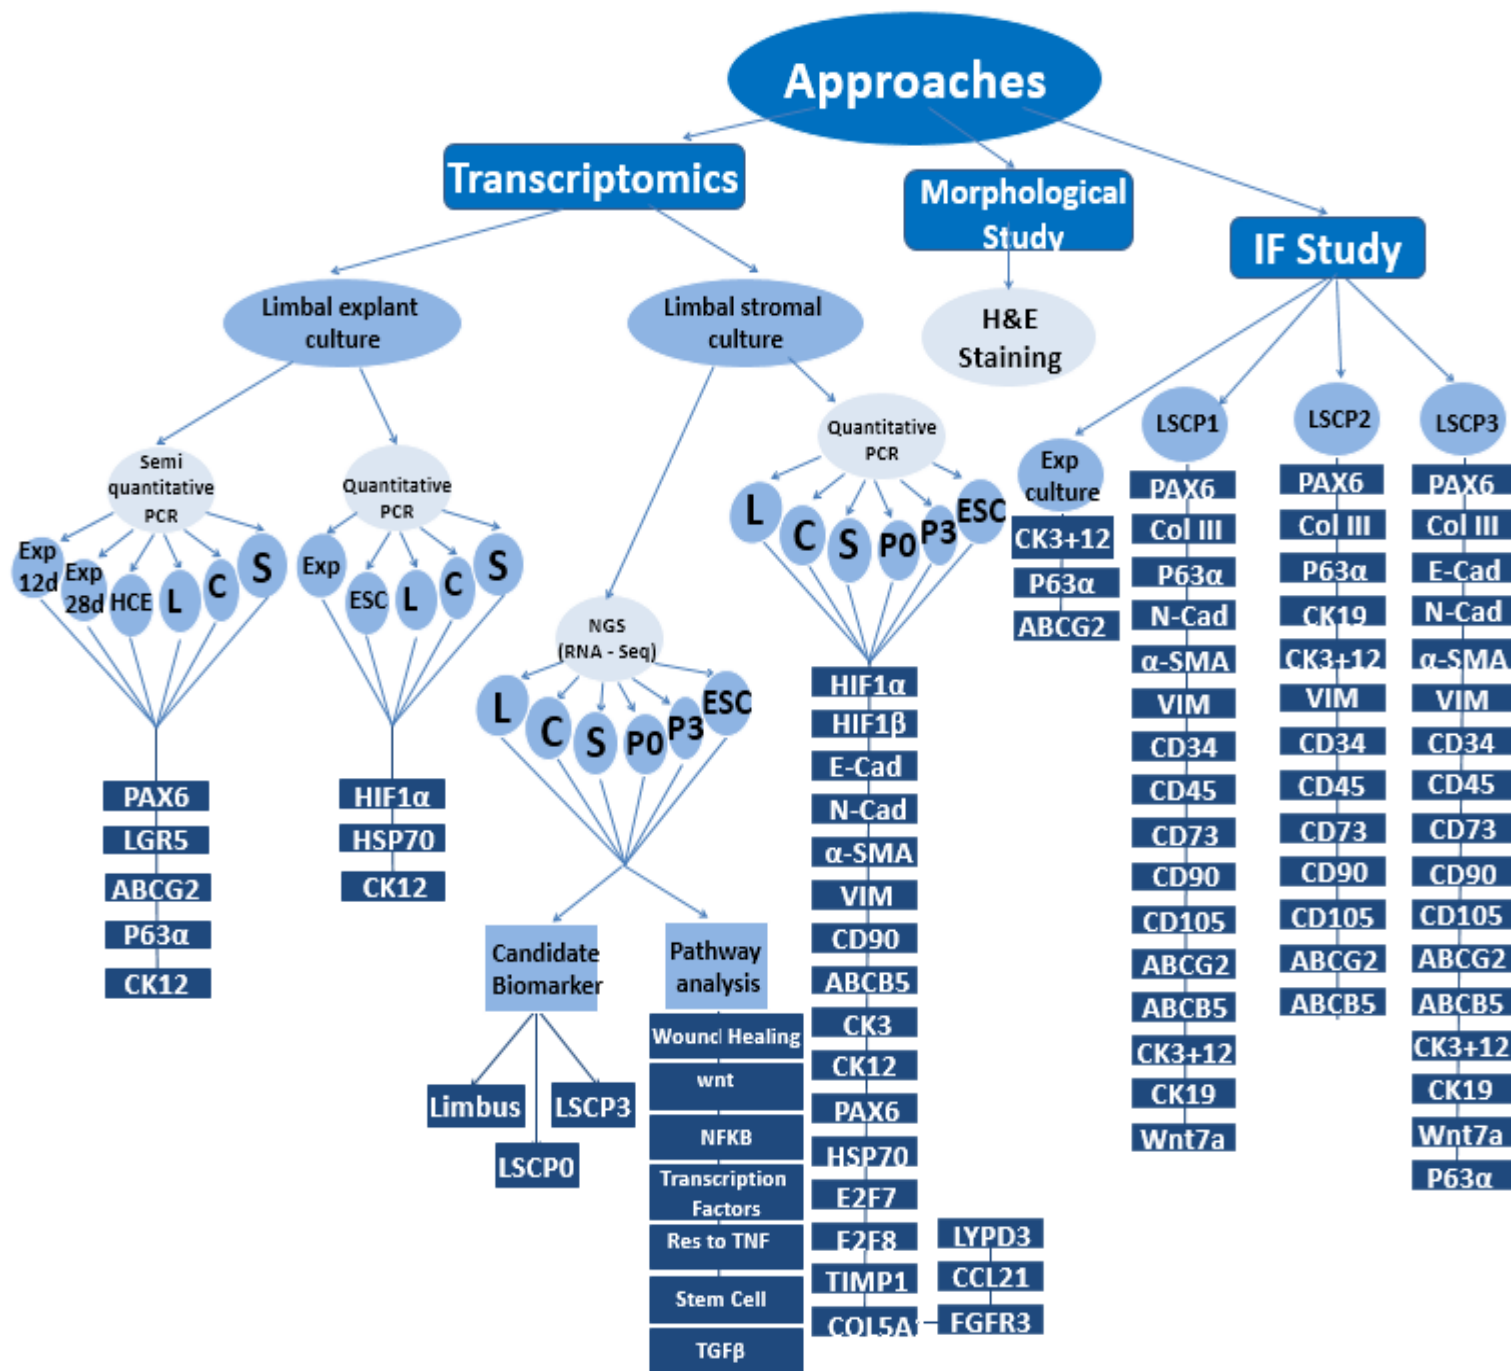 Approaches
Transcriptomics
Morphological
Study
IF Study
Limbal explant
culture
Limbal stromal
culture
H&E
Staining
Semi
quantitative
PCR
Exp
12d
Exp
28d
HCE
L
C
S
PAX6
LGR5
ABCG2
P63α
CK12
Quantitative
PCR
Exp
ESC
L
C
S
HIF1α
HSP70
CK12
NGS
(RNA - Seq)
L
C
S
P0
P3
ESC
Candidate
Biomarker
Limbus
LSCP0
LSCP3
Pathway
analysis
Wound Healing
wnt
NFKB
Transcription
Factors
Res to TNF
Stem Cell
TGFβ
Quantitative
PCR
L
C
S
P0
P3
ESC
HIF1α
HIF1β
E-Cad
N-Cad
α-SMA
VIM
CD90
ABCB5
CK3
CK12
PAX6
HSP70
E2F7
E2F8
TIMP1
COL5A
FGFR3
CCL21
LYPD3
Exp
culture
CK3+12
P63α
ABCG2
LSCP1
PAX6
Col III
P63α
N-Cad
α-SMA
VIM
CD34
CD45
CD73
CD90
CD105
ABCG2
ABCB5
CK3+12
CK19
Wnt7a
LSCP2
PAX6
Col III
P63α
CK19
CK3+12
VIM
CD34
CD45
CD73
CD90
CD105
ABCG2
ABCB5
LSCP3
PAX6
Col III
E-Cad
N-Cad
α-SMA
VIM
CD34
CD45
CD73
CD90
CD105
ABCG2
ABCB5
CK3+12
CK19
Wnt7a
P63α